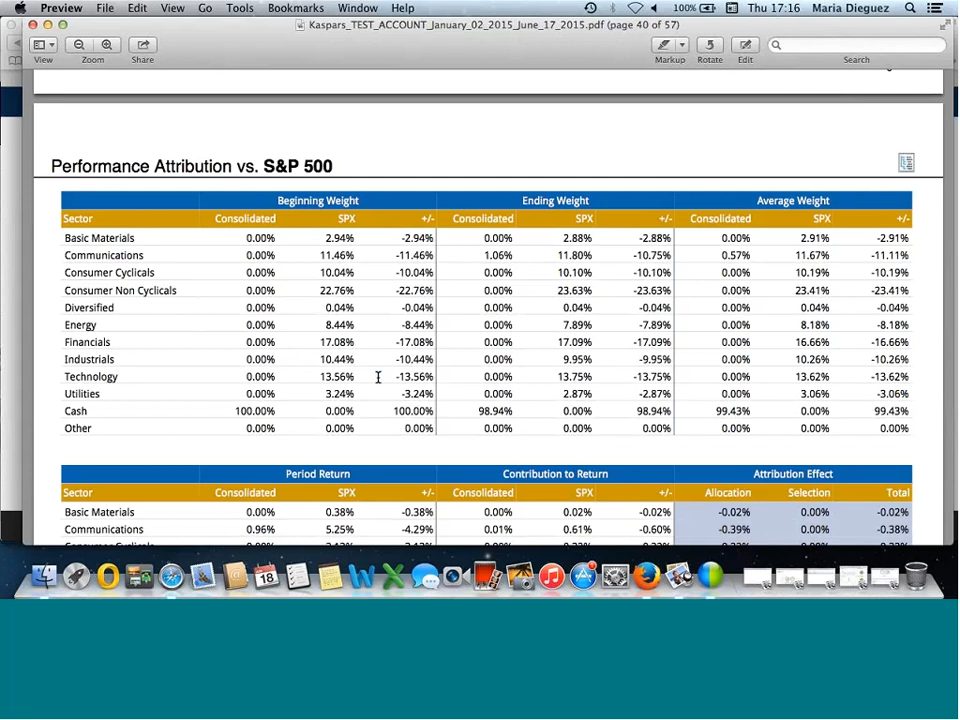 Preview File Edit View Go Tools Bookmarks Window Help 100% Thu 17:16 Maria Dieguez
Kaspars_TEST_ACCOUNT_January_02_2015_June_17_2015.pdf (page 40 of 57)
View Zoom Share Markup Rotate Edit Search
Performance Attribution vs. S&P 500
Beginning Weight Ending Weight Average Weight
Sector Consolidated SPX +/- Consolidated SPX +/- Consolidated SPX +/-
Basic Materials 0.00% 2.94% -2.94% 0.00% 2.88% -2.88% 0.00% 2.91% -2.91%
Communications 0.00% 11.46% -11.46% 1.06% 11.80% -10.75% 0.57% 11.67% -11.11%
Consumer Cyclicals 0.00% 10.04% -10.04% 0.00% 10.10% -10.10% 0.00% 10.19% -10.19%
Consumer Non Cyclicals 0.00% 22.76% -22.76% 0.00% 23.63% -23.63% 0.00% 23.41% -23.41%
Diversified 0.00% 0.04% -0.04% 0.00% 0.04% -0.04% 0.00% 0.04% -0.04%
Energy 0.00% 8.44% -8.44% 0.00% 7.89% -7.89% 0.00% 8.18% -8.18%
Financials 0.00% 17.08% -17.08% 0.00% 17.09% -17.09% 0.00% 16.66% -16.66%
Industrials 0.00% 10.44% -10.44% 0.00% 9.95% -9.95% 0.00% 10.26% -10.26%
Technology 0.00% 13.56% -13.56% 0.00% 13.75% -13.75% 0.00% 13.62% -13.62%
Utilities 0.00% 3.24% -3.24% 0.00% 2.87% -2.87% 0.00% 3.06% -3.06%
Cash 100.00% 0.00% 100.00% 98.94% 0.00% 98.94% 99.43% 0.00% 99.43%
Other 0.00% 0.00% 0.00% 0.00% 0.00% 0.00% 0.00% 0.00% 0.00%
Period Return Contribution to Return Attribution Effect
Sector Consolidated SPX +/- Consolidated SPX +/- Allocation Selection Total
Basic Materials 0.00% 0.38% -0.38% 0.00% 0.02% -0.02% -0.02% 0.00% -0.02%
Communications 0.96% 5.25% -4.29% 0.01% 0.61% -0.60% -0.39% 0.00% -0.38%
18